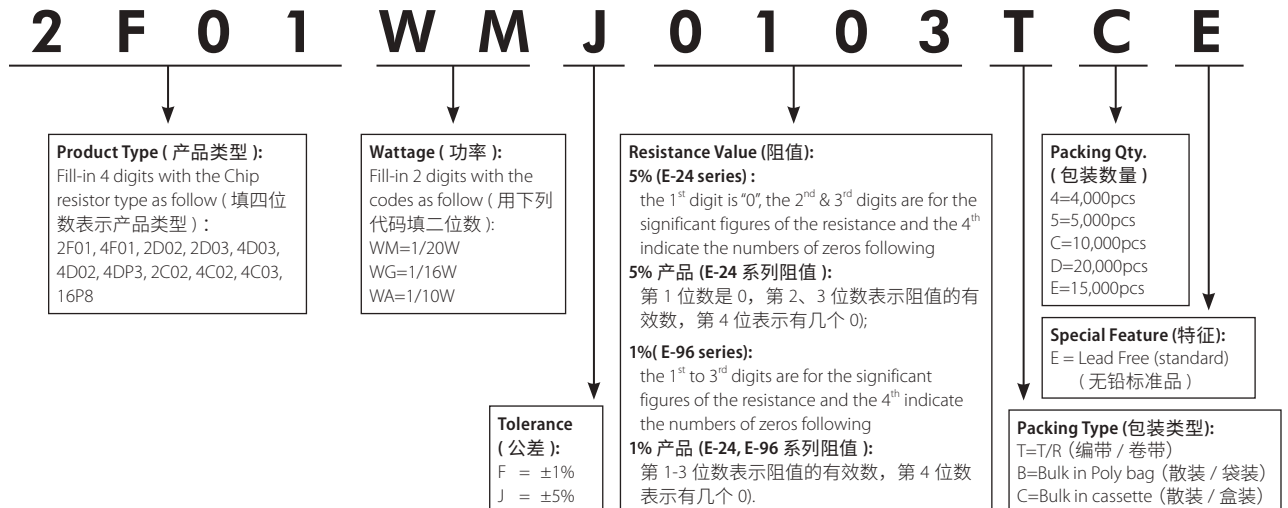 2F01 WM J 0103 T C E
Product Type ( 产品类型 ):
Fill-in 4 digits with the Chip
resistor type as follow ( 填四位
数表示产品类型 ) :
2F01, 4F01, 2D02, 2D03, 4D03,
4D02, 4DP3, 2C02, 4C02, 4C03,
16P8
Wattage ( 功率 ):
Fill-in 2 digits with the
codes as follow ( 用下列
代码填二位数 ):
WM=1/20W
WG=1/16W
WA=1/10W
Tolerance
( 公差 ):
F = ±1%
J = ±5%
Resistance Value (阻值):
5% (E-24 series) :
the 1st digit is “0”, the 2nd & 3rd digits are for the
significant figures of the resistance and the 4th
indicate the numbers of zeros following
5% 产品 (E-24 系列阻值 ):
第 1 位数是 0，第 2、3 位数表示阻值的有
效数，第 4 位表示有几个 0);
1%( E-96 series):
the 1st to 3rd digits are for the significant
figures of the resistance and the 4th indicate
the numbers of zeros following
1% 产品 (E-24, E-96 系列阻值 ):
第 1-3 位数表示阻值的有效数，第 4 位数
表示有几个 0).
Packing Qty.
( 包装数量 )
4=4,000pcs
5=5,000pcs
C=10,000pcs
D=20,000pcs
E=15,000pcs
Special Feature (特征):
E = Lead Free (standard)
( 无铅标准品 )
Packing Type (包装类型):
T=T/R（编带 / 卷带）
B=Bulk in Poly bag（散装 / 袋装）
C=Bulk in cassette（散装 / 盒装）